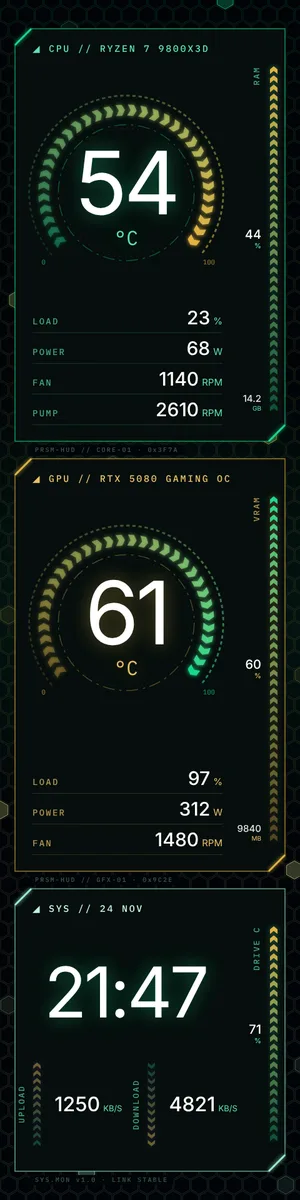 CPU // RYZEN 7 9800X3D
RAM
54
°C
0 100
44 %
14.2 GB
LOAD 23 %
POWER 68 W
FAN 1140 RPM
PUMP 2610 RPM
PRSM-HUD // CORE-01 · 0x3F7A
GPU // RTX 5080 GAMING OC
VRAM
61
°C
0 100
60 %
9840 MB
LOAD 97 %
POWER 312 W
FAN 1480 RPM
PRSM-HUD // GFX-01 · 0x9C2E
SYS // 24 NOV
DRIVE C
21:47
71 %
UPLOAD
1250 KB/S
DOWNLOAD
4821 KB/S
SYS.MON v1.0 · LINK STABLE